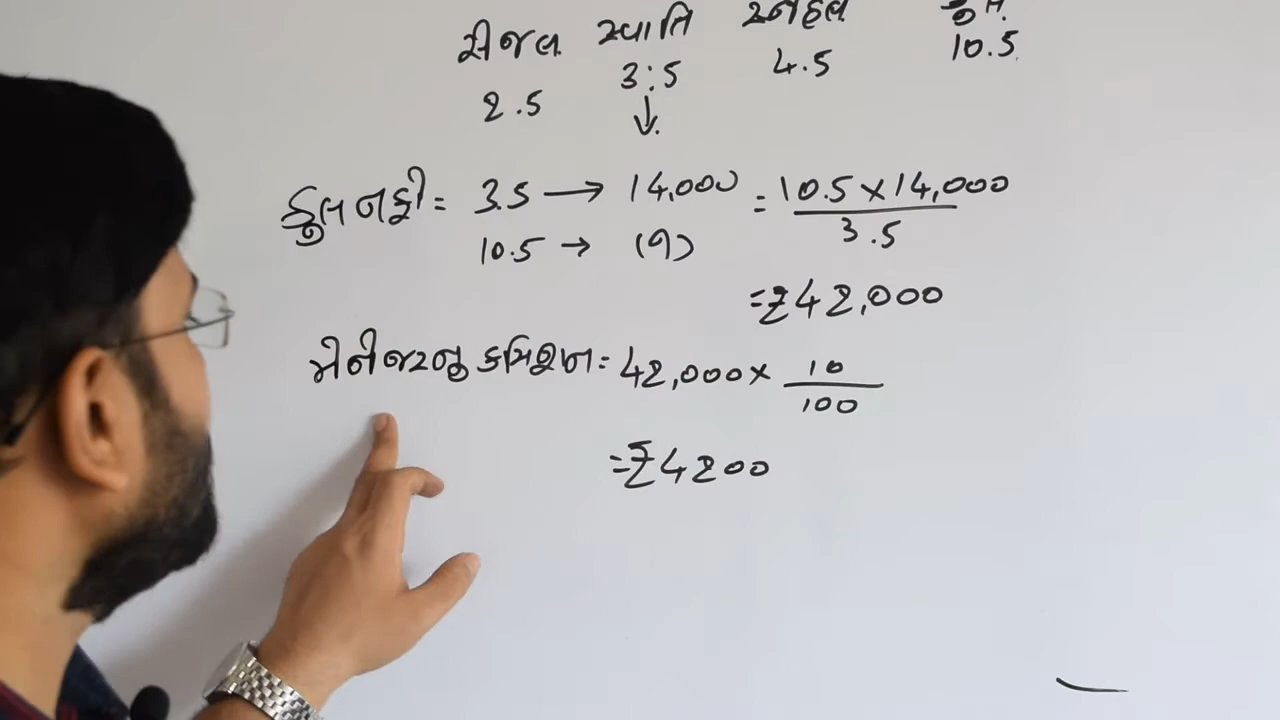 સેજલ સ્વાતિ સ્નેહલ
2.5 3:5 4.5 10.5
કુલ નફો = 3.5 → 14,000 = 10.5 × 14,000 / 3.5
10.5 → (?)
= ₹ 42,000
મેનેજરનુ કમિશન = 42,000 × 10 / 100
= ₹ 4200